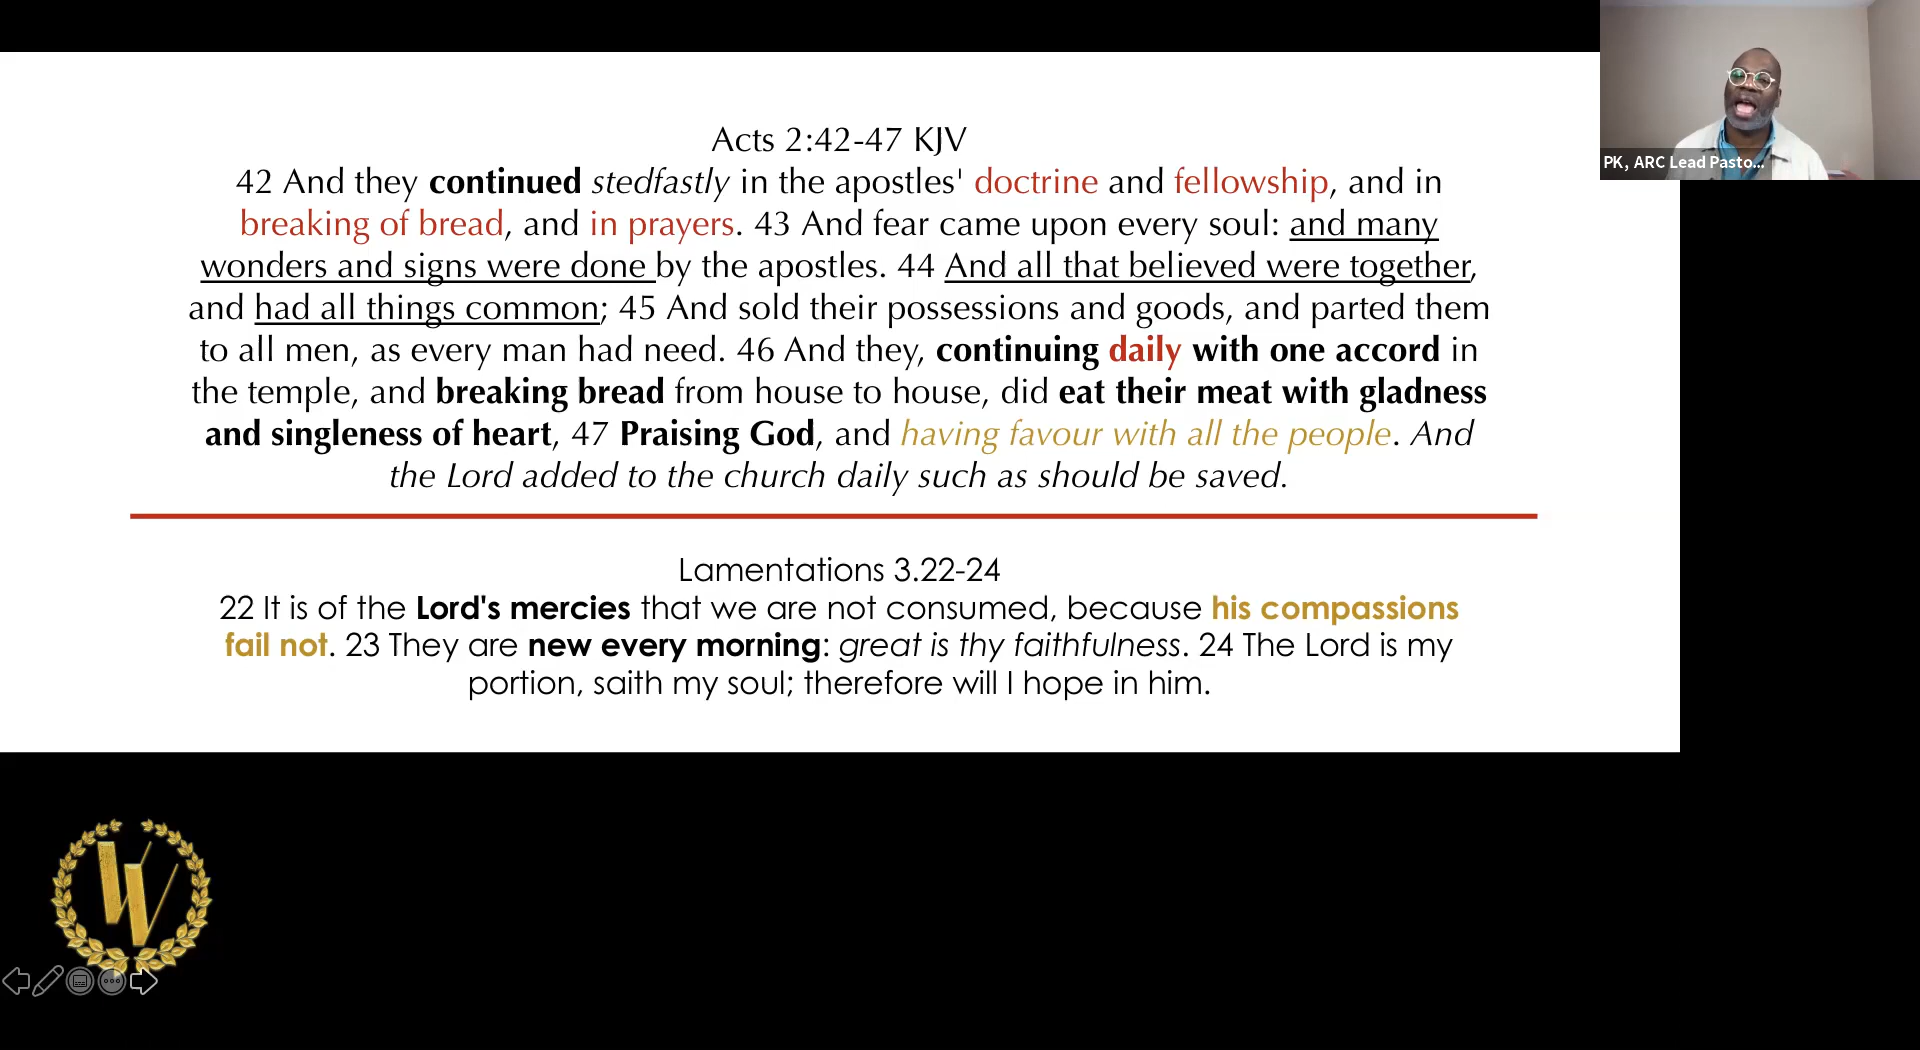 Acts 2:42-47 KJV
42 And they continued stedfastly in the apostles' doctrine and fellowship, and in
breaking of bread, and in prayers. 43 And fear came upon every soul: and many
wonders and signs were done by the apostles. 44 And all that believed were together,
and had all things common; 45 And sold their possessions and goods, and parted them
to all men, as every man had need. 46 And they, continuing daily with one accord in
the temple, and breaking bread from house to house, did eat their meat with gladness
and singleness of heart, 47 Praising God, and having favour with all the people. And
the Lord added to the church daily such as should be saved.
Lamentations 3.22-24
22 It is of the Lord's mercies that we are not consumed, because his compassions
fail not. 23 They are new every morning: great is thy faithfulness. 24 The Lord is my
portion, saith my soul; therefore will I hope in him.
PK, ARC Lead Pasto...
W